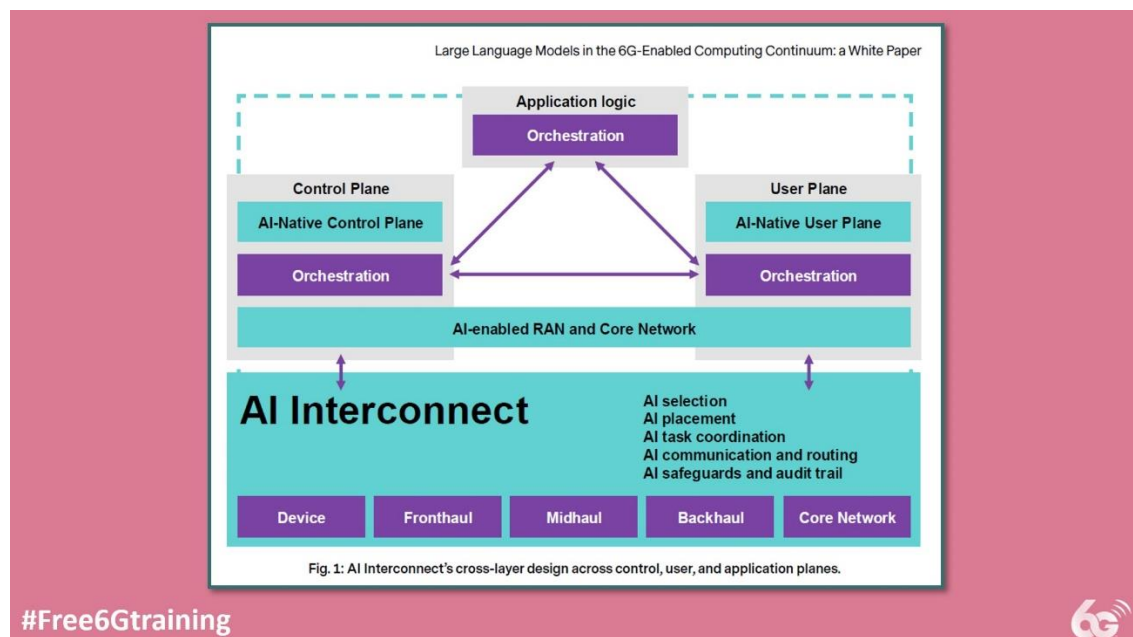 Large Language Models in the 6G-Enabled Computing Continuum: a White Paper
Application logic
Orchestration
Control Plane
AI-Native Control Plane
Orchestration
User Plane
AI-Native User Plane
Orchestration
AI-enabled RAN and Core Network
AI Interconnect
AI selection
AI placement
AI task coordination
AI communication and routing
AI safeguards and audit trail
Device
Fronthaul
Midhaul
Backhaul
Core Network
Fig. 1: AI Interconnect's cross-layer design across control, user, and application planes.
#Free6Gtraining
6G